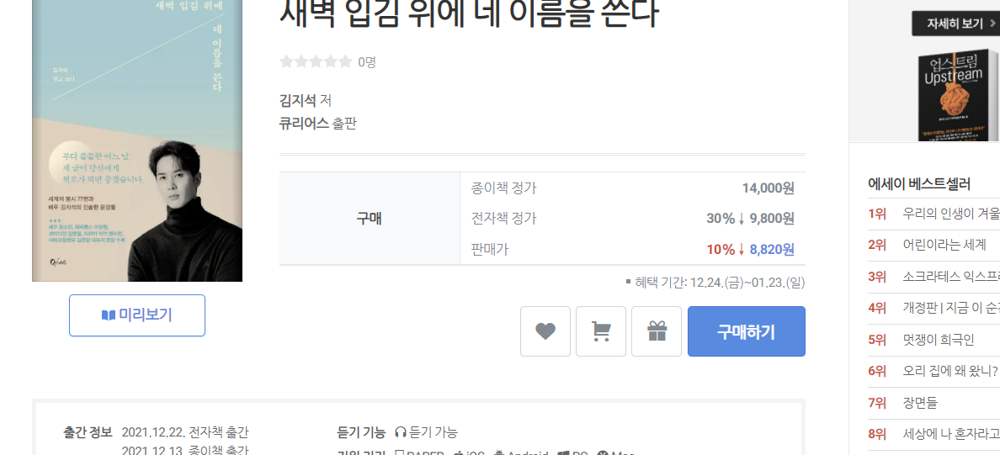 새벽 입김 위에
네 이름을 쓴다
김지석
엮고 쓰다
무디 쓸쓸한 어느 날,
제 글이 당신에게
위로가 되면 좋겠습니다.
세계의 명시 77편과
배우 김지석의 진솔한 문장들
미리보기
새벽 입김 위에 네 이름을 쓴다
0명
김지석 저
큐리어스 출판
구매
종이책 정가 14,000원
전자책 정가 30%↓ 9,800원
판매가 10%↓ 8,820원
혜택 기간: 12.24.(금)~01.23.(일)
구매하기
출간 정보 2021.12.22. 전자책 출간
2021.12.13. 종이책 출간
듣기 기능 듣기 가능
지원 기기 PAPER iOS Android PC Mac
자세히 보기 >
업스트림
Upstream
에세이 베스트셀러
1위 우리의 인생이 겨울
2위 어린이라는 세계
3위 소크라테스 익스프레
4위 개정판 | 지금 이 순간
5위 멋쟁이 희극인
6위 오리 집에 왜 왔니?
7위 장면들
8위 세상에 나 혼자라고